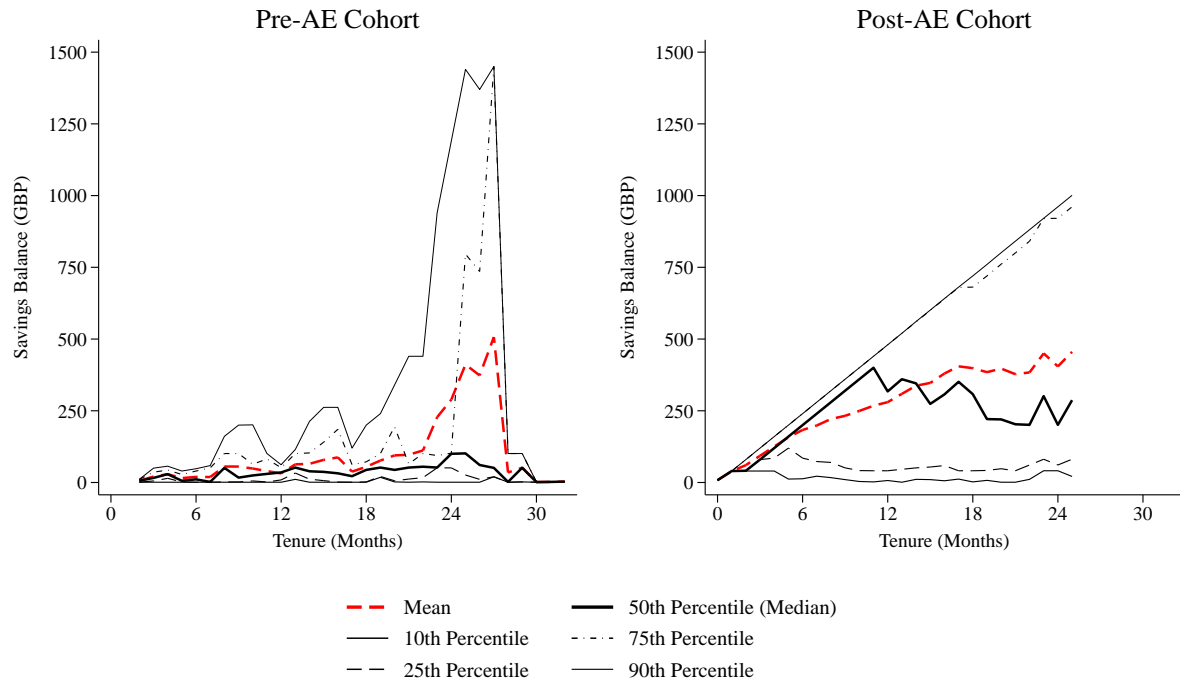 Pre-AE Cohort
Savings Balance (GBP)
1500
1250
1000
750
500
250
0
0 6 12 18 24 30
Tenure (Months)
Post-AE Cohort
Savings Balance (GBP)
1500
1250
1000
750
500
250
0
0 6 12 18 24 30
Tenure (Months)
Mean 50th Percentile (Median)
10th Percentile 75th Percentile
25th Percentile 90th Percentile